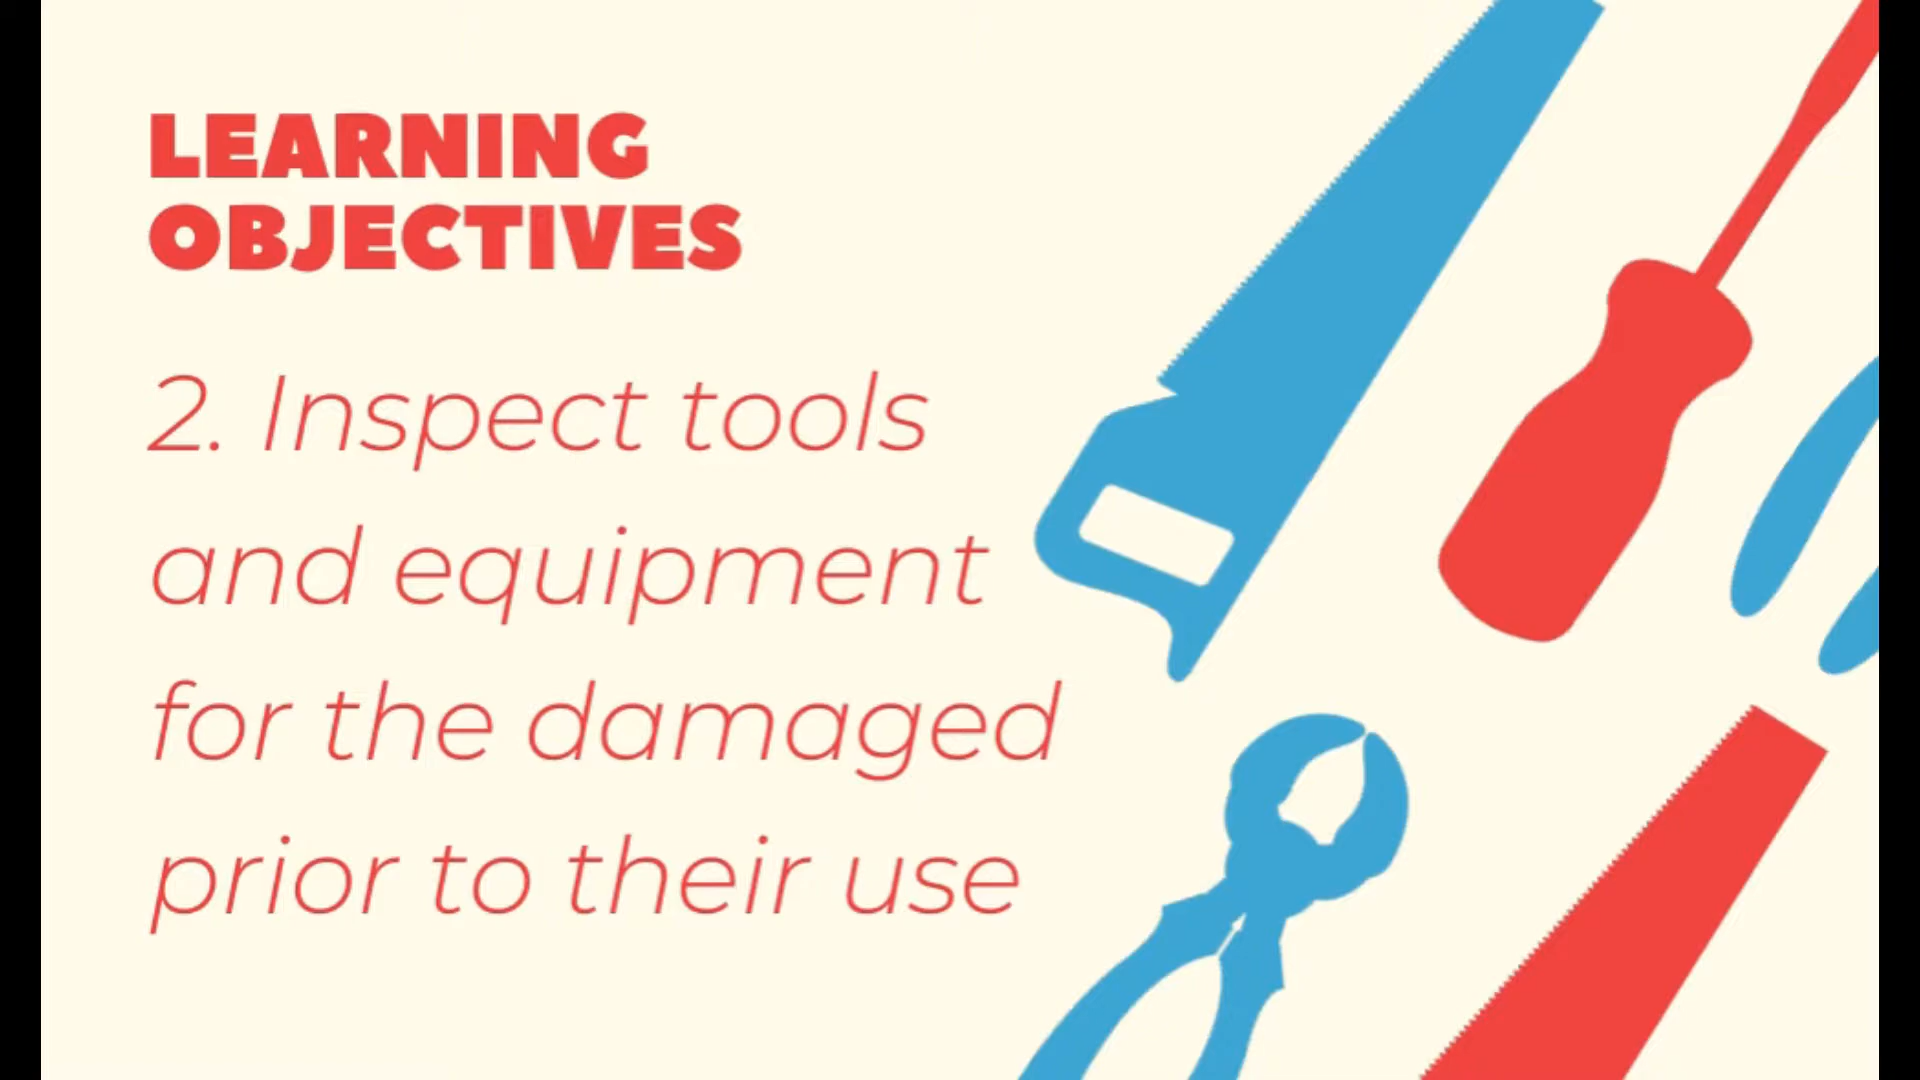 LEARNING
OBJECTIVES
2. Inspect tools
and equipment
for the damaged
prior to their use